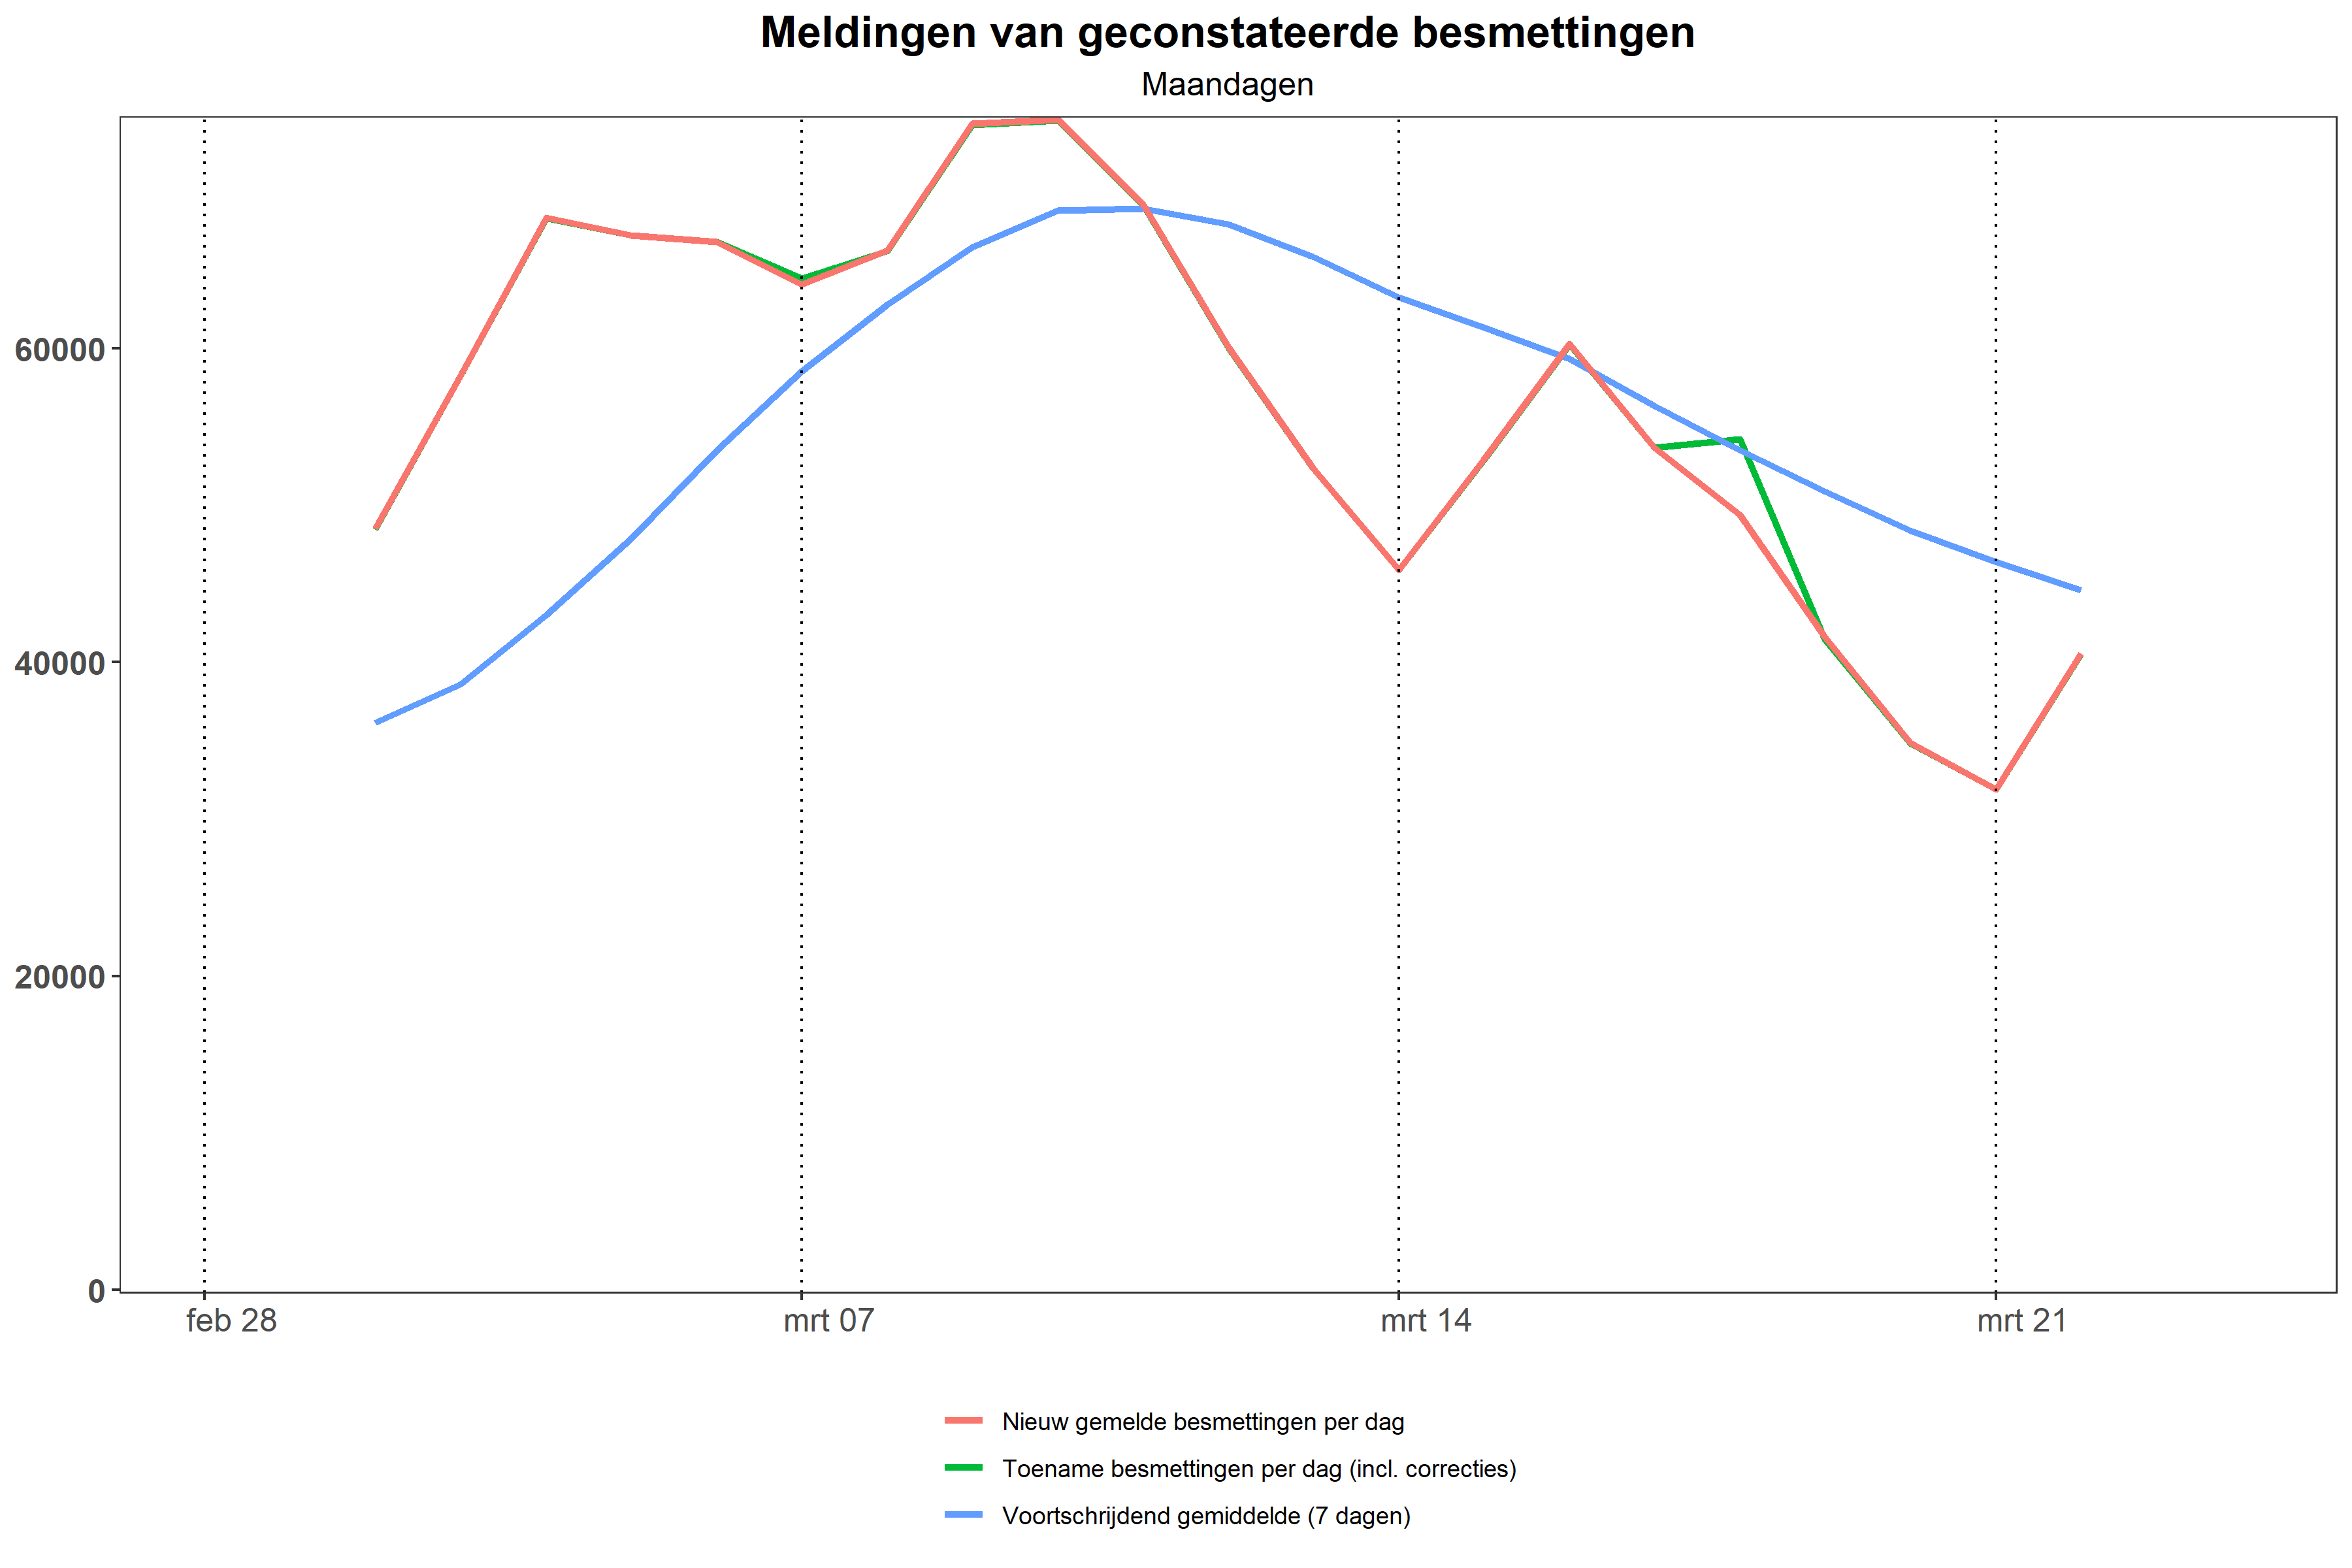 Meldingen van geconstateerde besmettingen
Maandagen
60000
40000
20000
0
feb 28
mrt 07
mrt 14
mrt 21
Nieuw gemelde besmettingen per dag
Toename besmettingen per dag (incl. correcties)
Voortschrijdend gemiddelde (7 dagen)